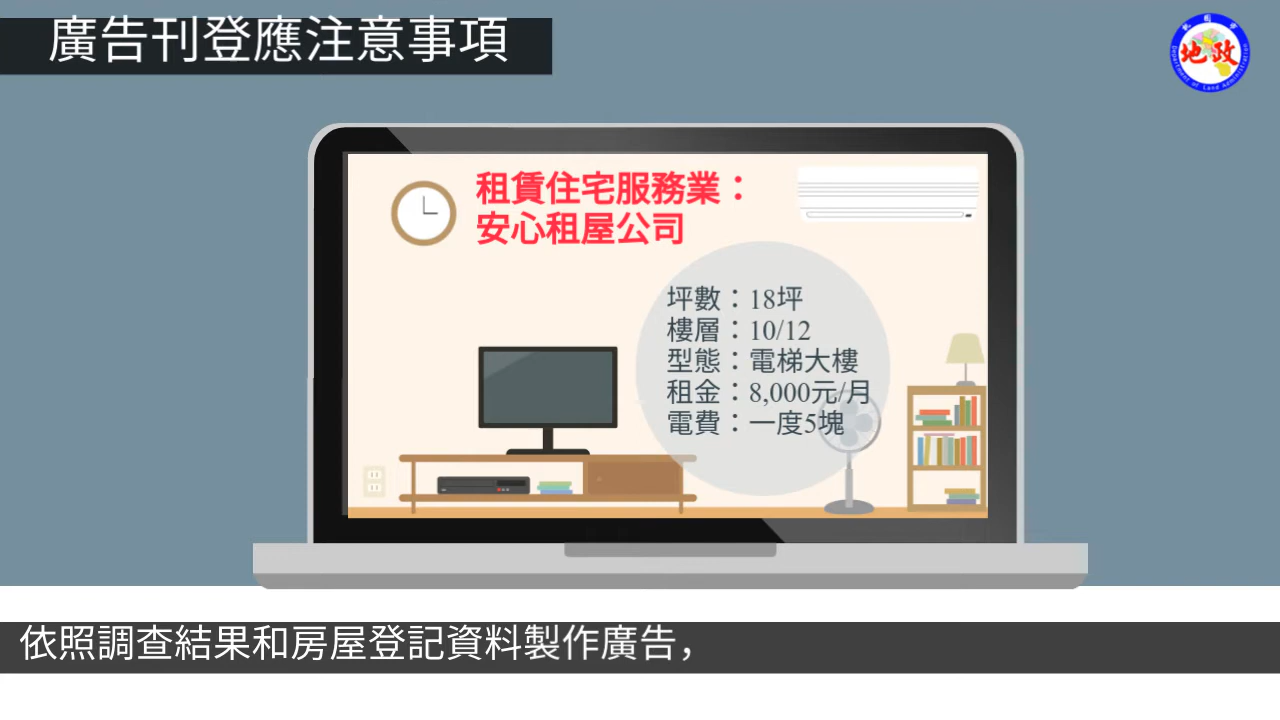 廣告刊登應注意事項
地政
租賃住宅服務業：
安心租屋公司
坪數：18坪
樓層：10/12
型態：電梯大樓
租金：8,000元/月
電費：一度5塊
依照調查結果和房屋登記資料製作廣告，